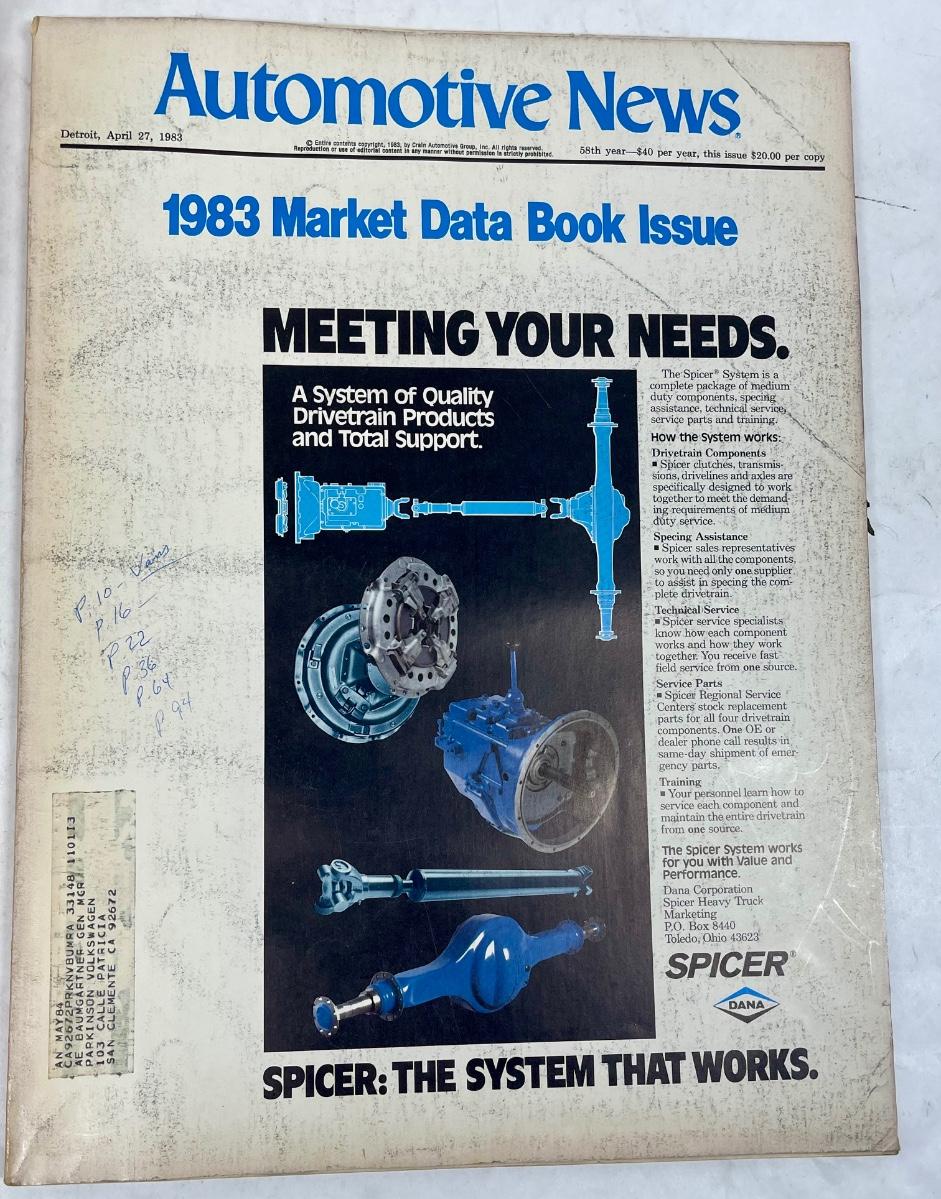 Automotive News®
Detroit, April 27, 1983
© Entire contents copyright, 1983, by Crain Automotive Group, Inc. All rights reserved.
Reproduction or use of editorial content in any manner without permission is strictly prohibited.
58th year—$40 per year, this issue $20.00 per copy
1983 Market Data Book Issue
MEETING YOUR NEEDS.
A System of Quality
Drivetrain Products
and Total Support.
The Spicer® System is a
complete package of medium
duty components, specing
assistance, technical service,
service parts and training.
How the System works:
Drivetrain Components
▪ Spicer clutches, transmis-
sions, drivelines and axles are
specifically designed to work
together to meet the demand-
ing requirements of medium
duty service.
Specing Assistance
▪ Spicer sales representatives
work with all the components,
so you need only one supplier
to assist in specing the com-
plete drivetrain.
Technical Service
▪ Spicer service specialists
know how each component
works and how they work
together. You receive fast
field service from one source.
Service Parts
▪ Spicer Regional Service
Centers stock replacement
parts for all four drivetrain
components. One OE or
dealer phone call results in
same-day shipment of emer-
gency parts.
Training
▪ Your personnel learn how to
service each component and
maintain the entire drivetrain
from one source.
The Spicer System works
for you with Value and
Performance.
Dana Corporation
Spicer Heavy Truck
Marketing
P.O. Box 8440
Toledo, Ohio 43623
SPICER®
DANA
SPICER: THE SYSTEM THAT WORKS.
P. 10 - Vans
P. 16 -
P 22
P. 36
P. 64
P 94
AN MAY84
CA92672PRKNVBUMRA 33148 110113
AE BAUMGARTNER GEN MGR
PARKINSON VOLKSWAGEN
103 CALLE PATRICIA
SAN CLEMENTE CA 92672